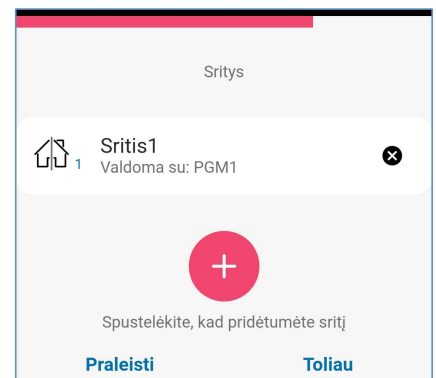 Sritys
Sritis1
1
Valdoma su: PGM1
Spustelėkite, kad pridėtumėte sritį
Praleisti Toliau